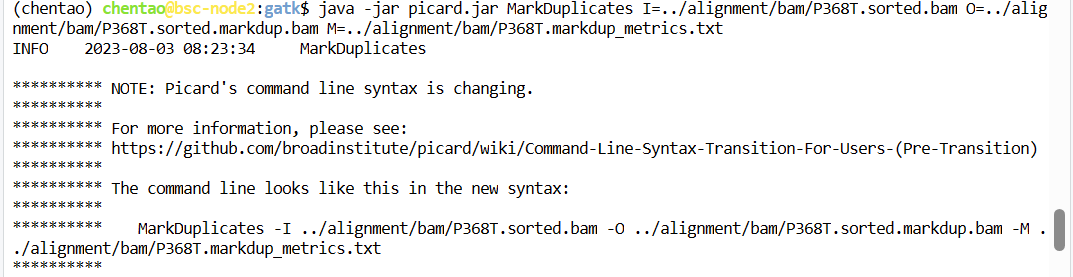 (chentao) chentao@bsc-node2:gatk$ java -jar picard.jar MarkDuplicates I=../alignment/bam/P368T.sorted.bam O=../alig
nment/bam/P368T.sorted.markdup.bam M=../alignment/bam/P368T.markdup_metrics.txt
INFO    2023-08-03 08:23:34     MarkDuplicates

********** NOTE: Picard's command line syntax is changing.
**********
********** For more information, please see:
********** https://github.com/broadinstitute/picard/wiki/Command-Line-Syntax-Transition-For-Users-(Pre-Transition)
**********
********** The command line looks like this in the new syntax:
**********
**********    MarkDuplicates -I ../alignment/bam/P368T.sorted.bam -O ../alignment/bam/P368T.sorted.markdup.bam -M .
./alignment/bam/P368T.markdup_metrics.txt
**********